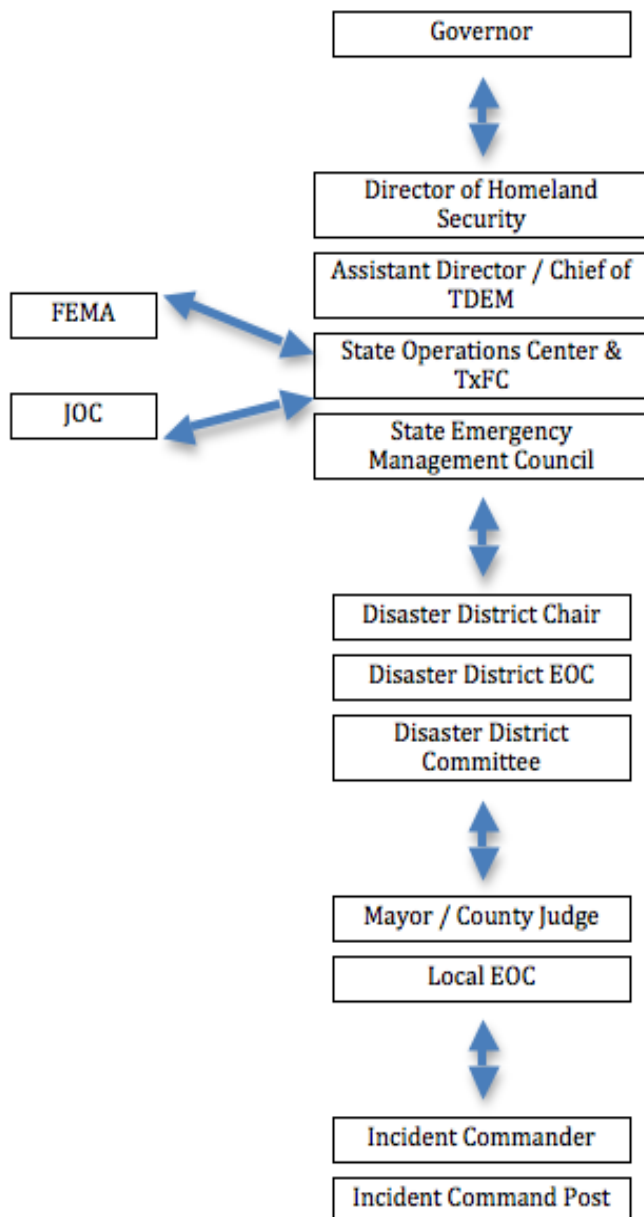 Governor
Director of Homeland
Security
Assistant Director / Chief of
TDEM
FEMA
State Operations Center &
TxFC
JOC
State Emergency
Management Council
Disaster District Chair
Disaster District EOC
Disaster District
Committee
Mayor / County Judge
Local EOC
Incident Commander
Incident Command Post